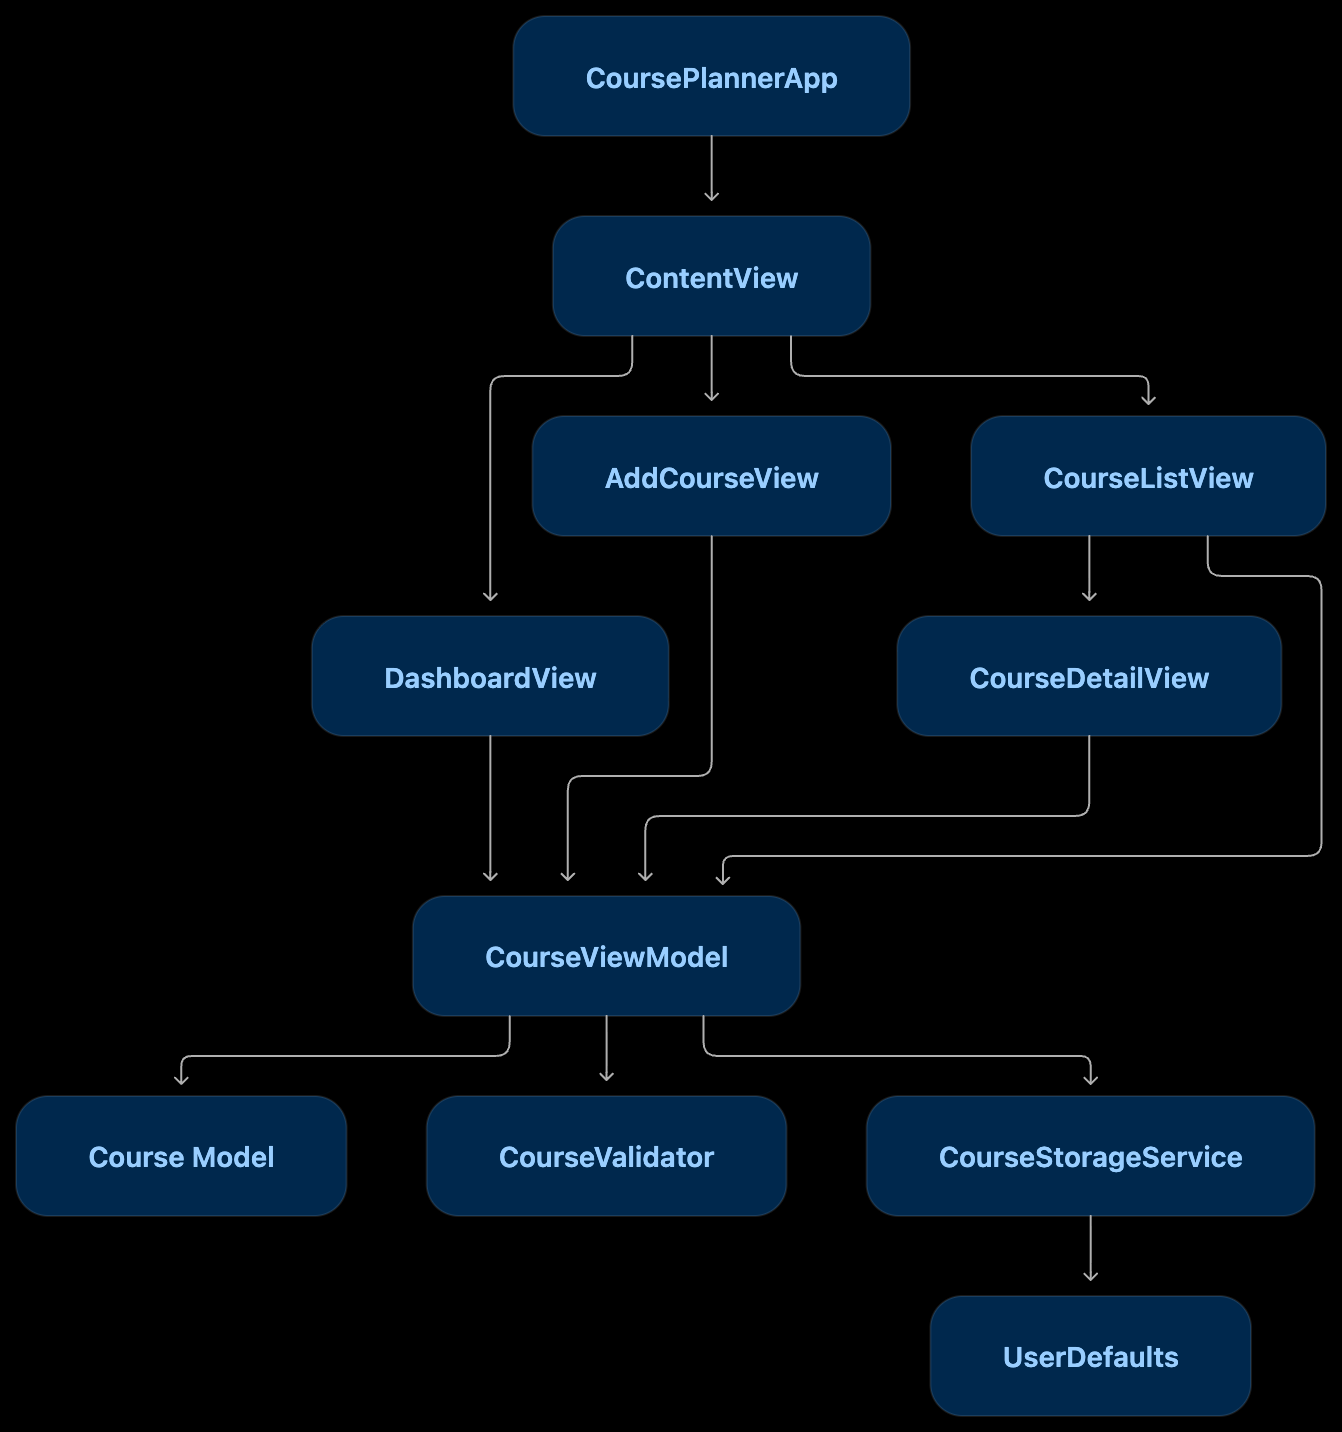 CoursePlannerApp
ContentView
AddCourseView
CourseListView
DashboardView
CourseDetailView
CourseViewModel
Course Model
CourseValidator
CourseStorageService
UserDefaults